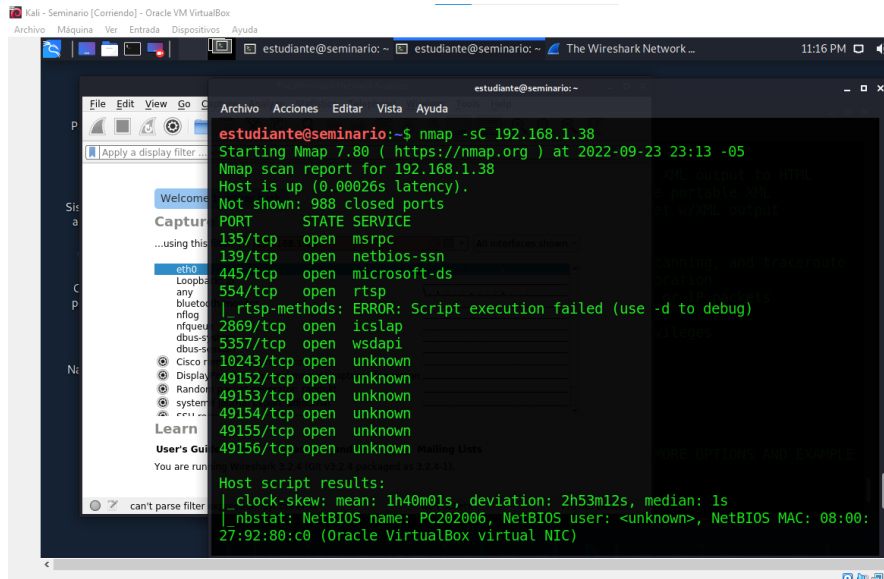 Kali - Seminario [Corriendo] - Oracle VM VirtualBox
Archivo Máquina Ver Entrada Dispositivos Ayuda
estudiante@seminario: ~ estudiante@seminario: ~ The Wireshark Network ... 11:16 PM
estudiante@seminario: ~
File Edit View Go
Archivo Acciones Editar Vista Ayuda
Apply a display filter ...
Welcome
Captur
...using this
eth0
Loopba
any
bluetoo
nflog
nfqueu
dbus-sy
dbus-se
Cisco r
Display
Random
system
Learn
User's Gui
Mailing Lists
You are run
can't parse filter
estudiante@seminario:~$ nmap -sC 192.168.1.38
Starting Nmap 7.80 ( https://nmap.org ) at 2022-09-23 23:13 -05
Nmap scan report for 192.168.1.38
Host is up (0.00026s latency).
Not shown: 988 closed ports
PORT STATE SERVICE
135/tcp open msrpc
139/tcp open netbios-ssn
445/tcp open microsoft-ds
554/tcp open rtsp
|_rtsp-methods: ERROR: Script execution failed (use -d to debug)
2869/tcp open icslap
5357/tcp open wsdapi
10243/tcp open unknown
49152/tcp open unknown
49153/tcp open unknown
49154/tcp open unknown
49155/tcp open unknown
49156/tcp open unknown
Host script results:
|_clock-skew: mean: 1h40m01s, deviation: 2h53m12s, median: 1s
|_nbstat: NetBIOS name: PC202006, NetBIOS user: <unknown>, NetBIOS MAC: 08:00:
27:92:80:c0 (Oracle VirtualBox virtual NIC)